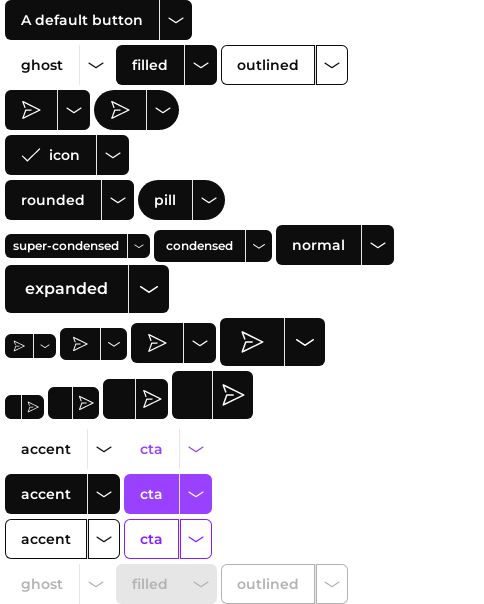 A default button
ghost filled outlined
icon
rounded pill
super-condensed condensed normal
expanded
accent cta
accent cta
accent cta
ghost filled outlined